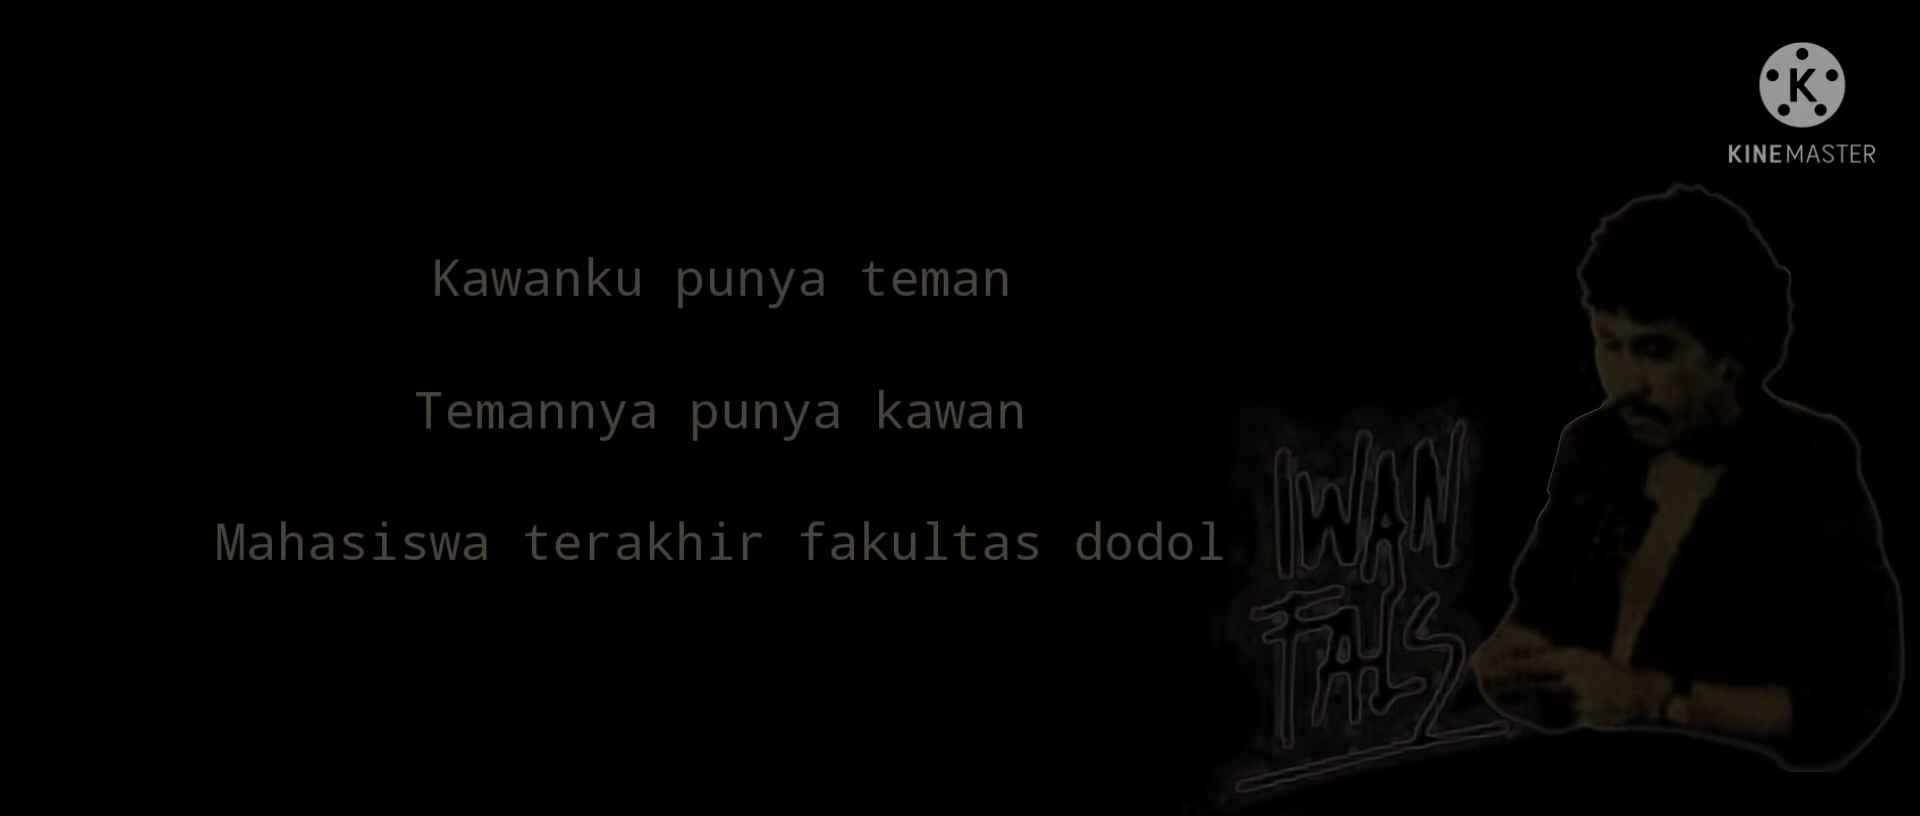 KINEMASTER
Kawanku punya teman
Temannya punya kawan
Mahasiswa terakhir fakultas dodol
IWAN
FALS